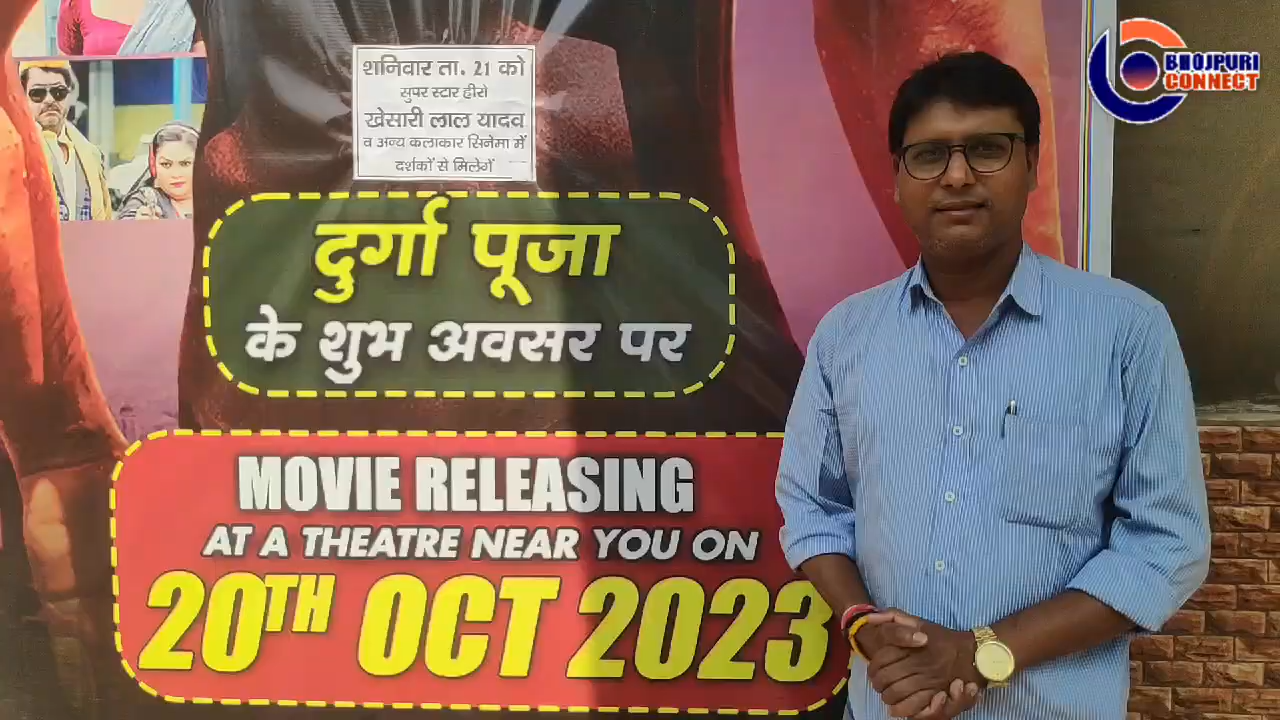 शनिवार ता. 21 को
सुपर स्टार हीरो
खेसारी लाल यादव
व अन्य कलाकार सिनेमा में
दर्शकों से मिलेगें
दुर्गा पूजा
के शुभ अवसर पर
MOVIE RELEASING
AT A THEATRE NEAR YOU ON
20TH OCT 2023
BHOJPURI
CONNECT